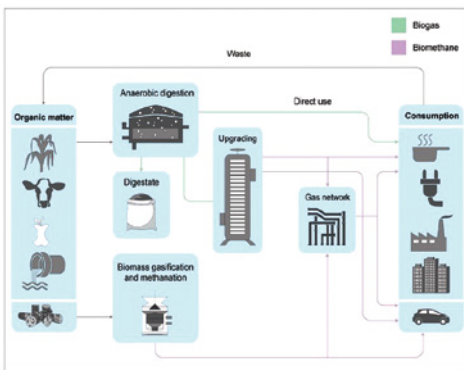 Biogas
Biomethane
Waste
Organic matter
Anaerobic digestion
Direct use
Consumption
Upgrading
Digestate
Gas network
Biomass gasification
and methanation